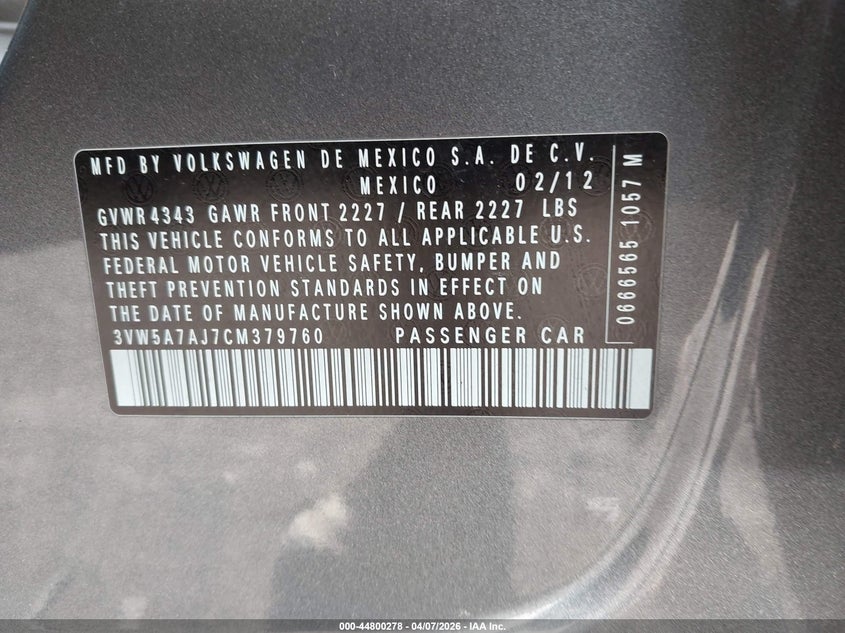 MFD BY VOLKSWAGEN DE MEXICO S.A. DE C.V.
MEXICO 02/12
GVWR 4343 GAWR FRONT 2227 / REAR 2227 LBS
THIS VEHICLE CONFORMS TO ALL APPLICABLE U.S.
FEDERAL MOTOR VEHICLE SAFETY, BUMPER AND
THEFT PREVENTION STANDARDS IN EFFECT ON
THE DATE OF MANUFACTURE SHOWN ABOVE.
3VW5A7AJ7CM379760 PASSENGER CAR
0666565 1057 M
000-44800278 - 04/07/2026 - IAA Inc.